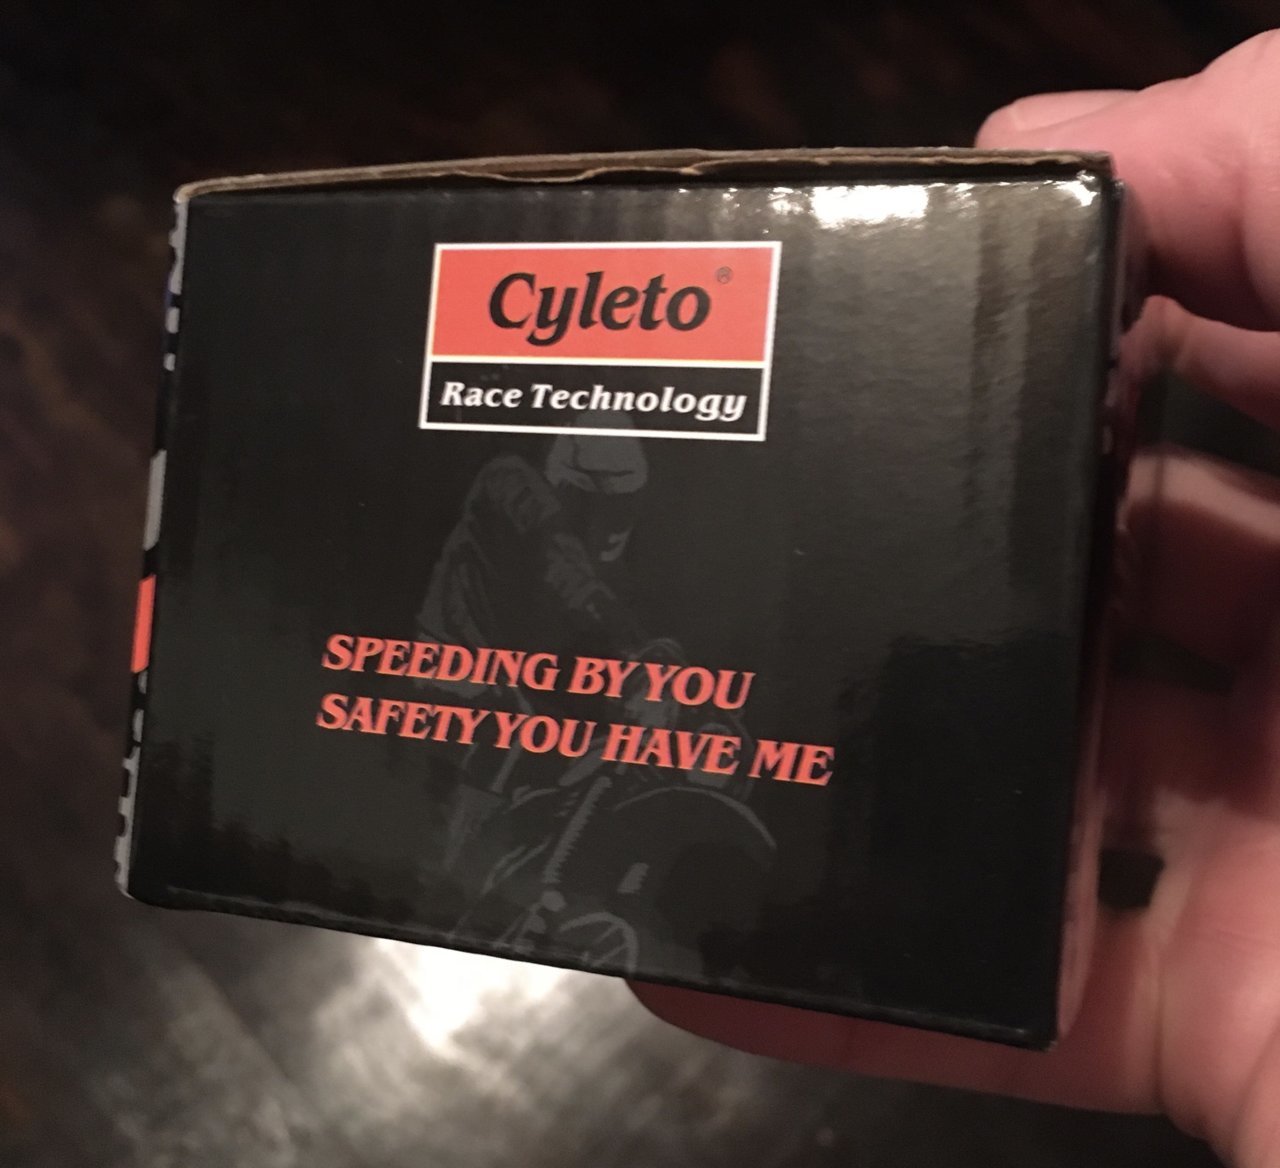 Cyleto®
Race Technology
SPEEDING BY YOU
SAFETY YOU HAVE ME